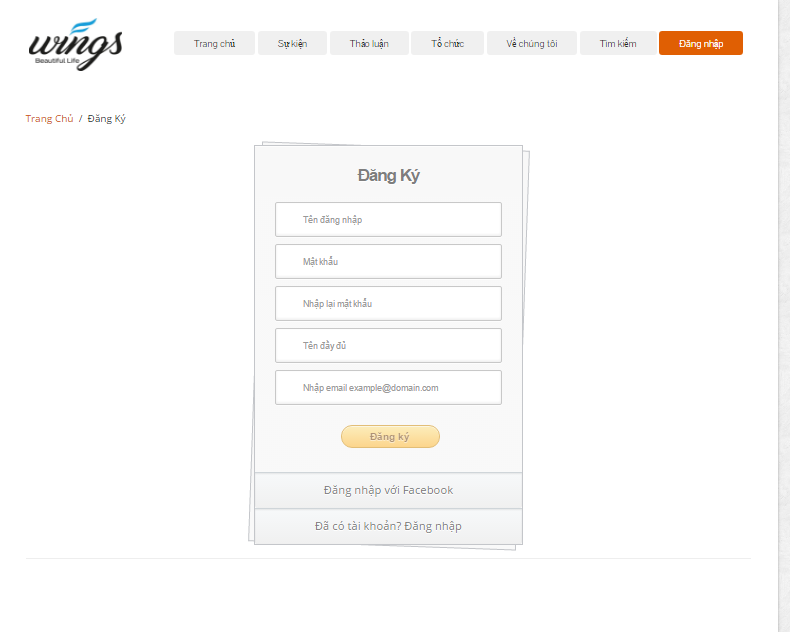 wings
Beautiful Life
Trang chủ Sự kiện Thảo luận Tổ chức Về chúng tôi Tìm kiếm Đăng nhập
Trang Chủ / Đăng Ký
Đăng Ký
Tên đăng nhập
Mật khẩu
Nhập lại mật khẩu
Tên đầy đủ
Nhập email example@domain.com
Đăng ký
Đăng nhập với Facebook
Đã có tài khoản? Đăng nhập